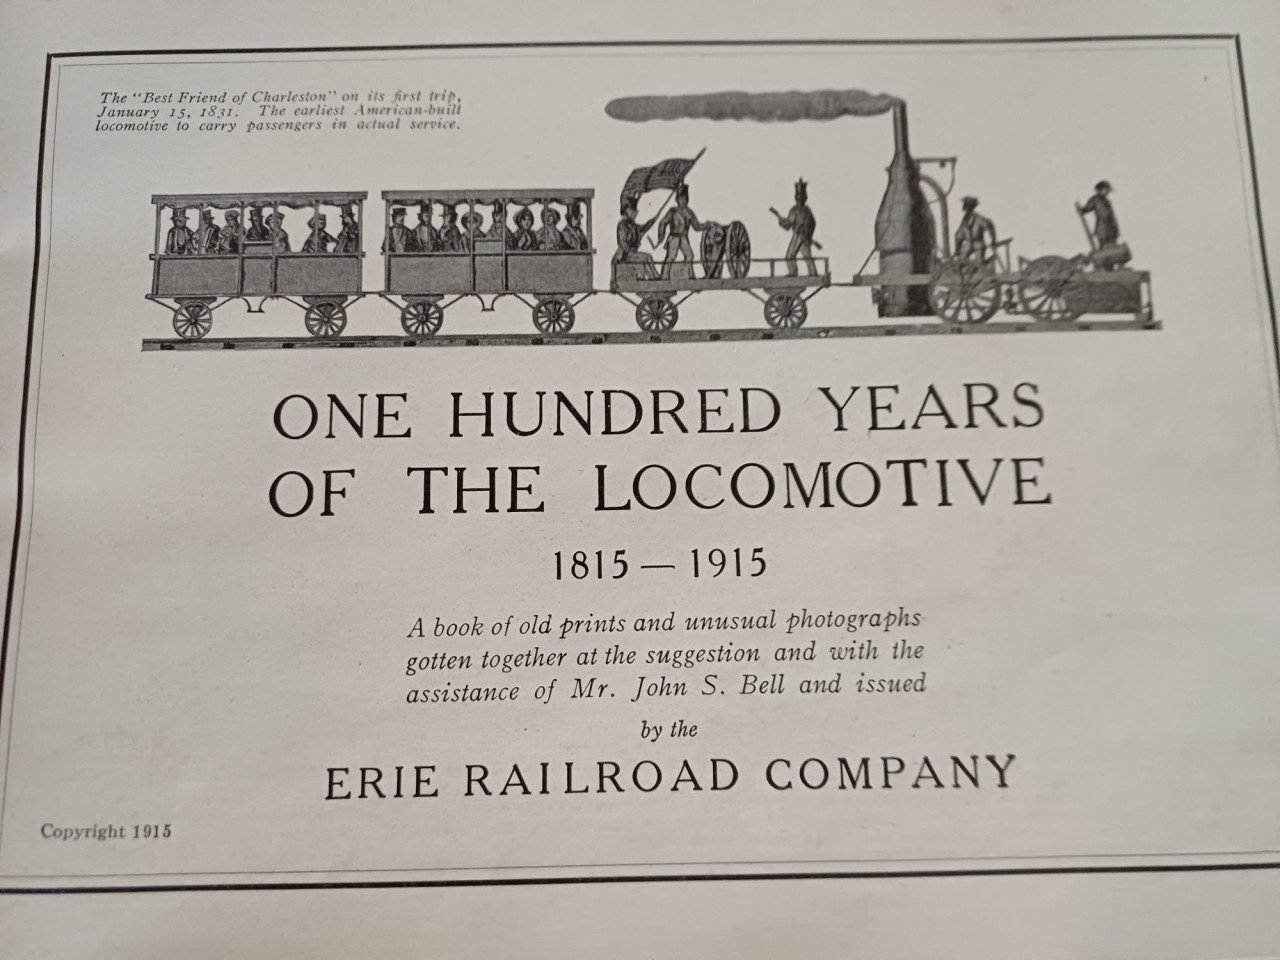 The "Best Friend of Charleston" on its first trip,
January 15, 1831. The earliest American-built
locomotive to carry passengers in actual service.
ONE HUNDRED YEARS
OF THE LOCOMOTIVE
1815 — 1915
A book of old prints and unusual photographs
gotten together at the suggestion and with the
assistance of Mr. John S. Bell and issued
by the
ERIE RAILROAD COMPANY
Copyright 1915